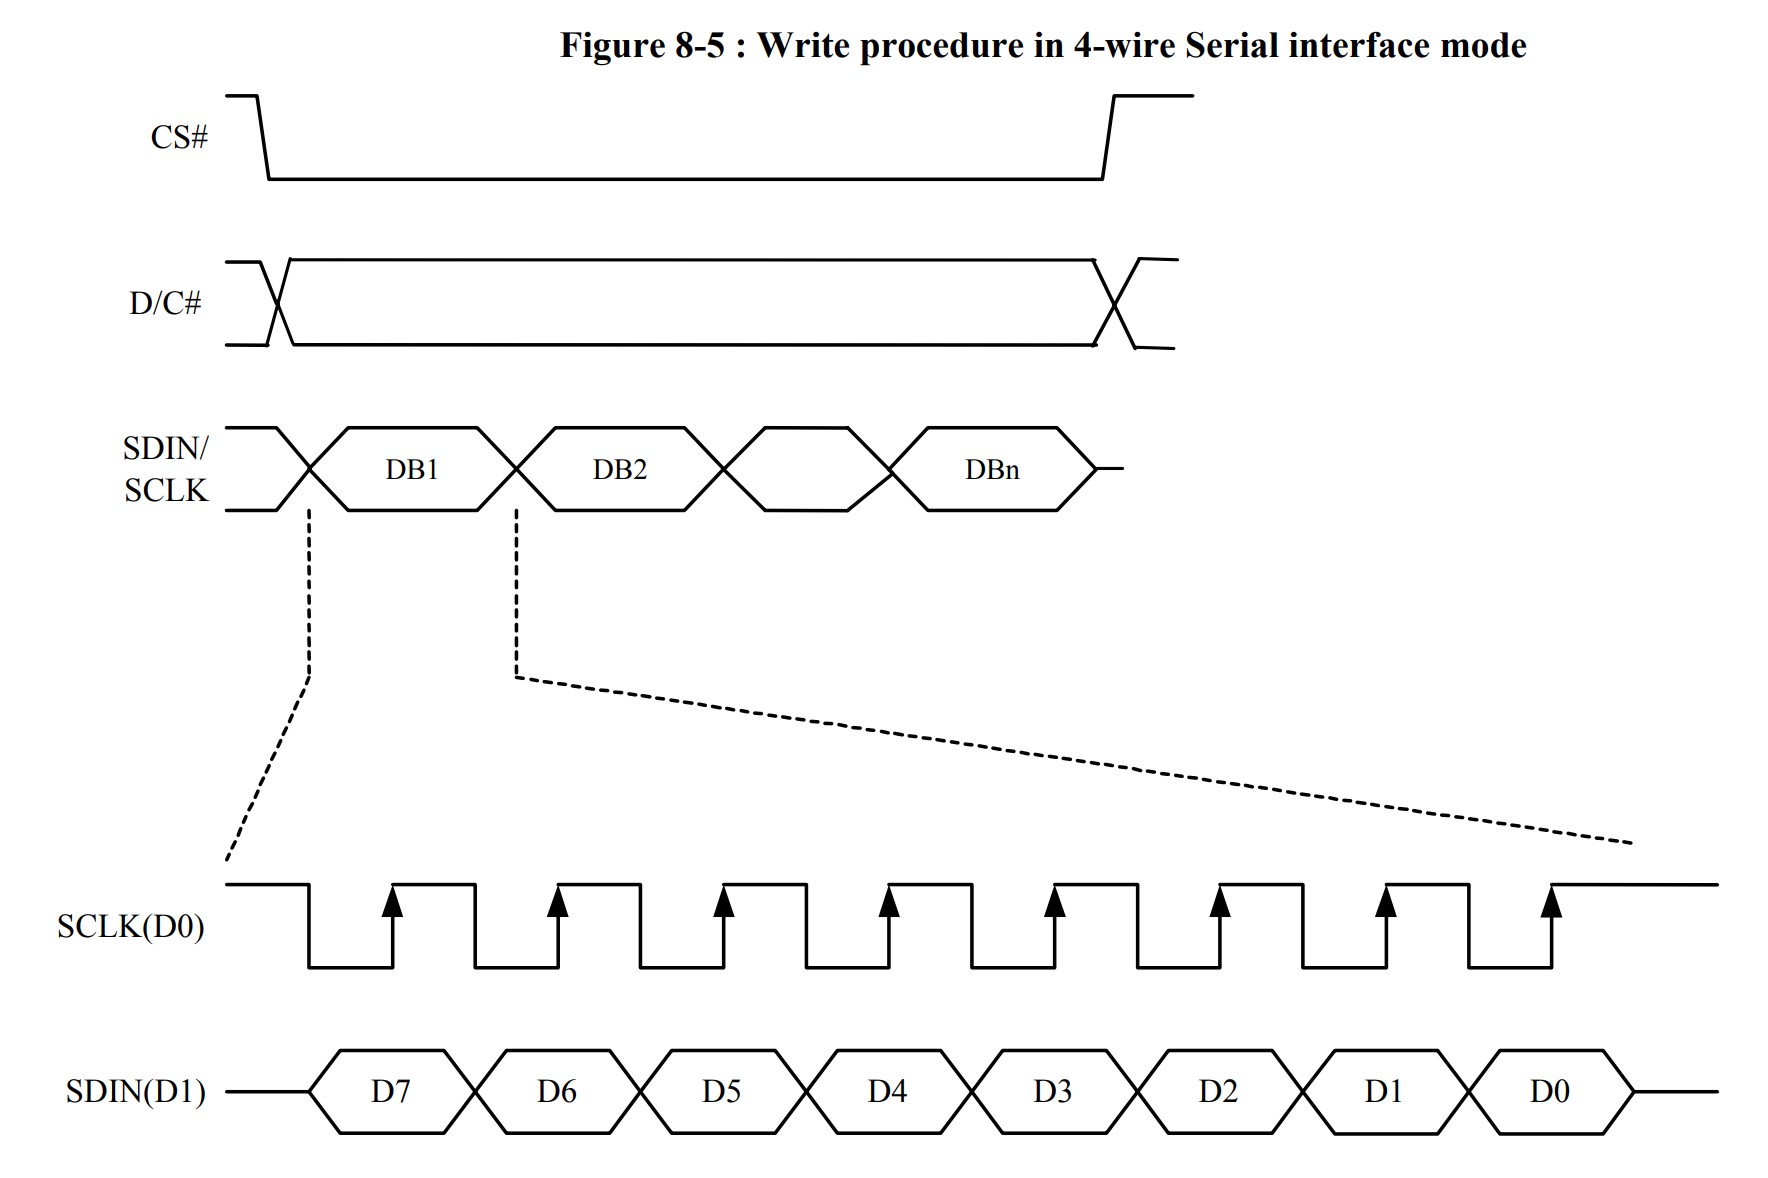 Figure 8-5 : Write procedure in 4-wire Serial interface mode
CS#
D/C#
SDIN/
SCLK
DB1 DB2 DBn
SCLK(D0)
SDIN(D1) D7 D6 D5 D4 D3 D2 D1 D0